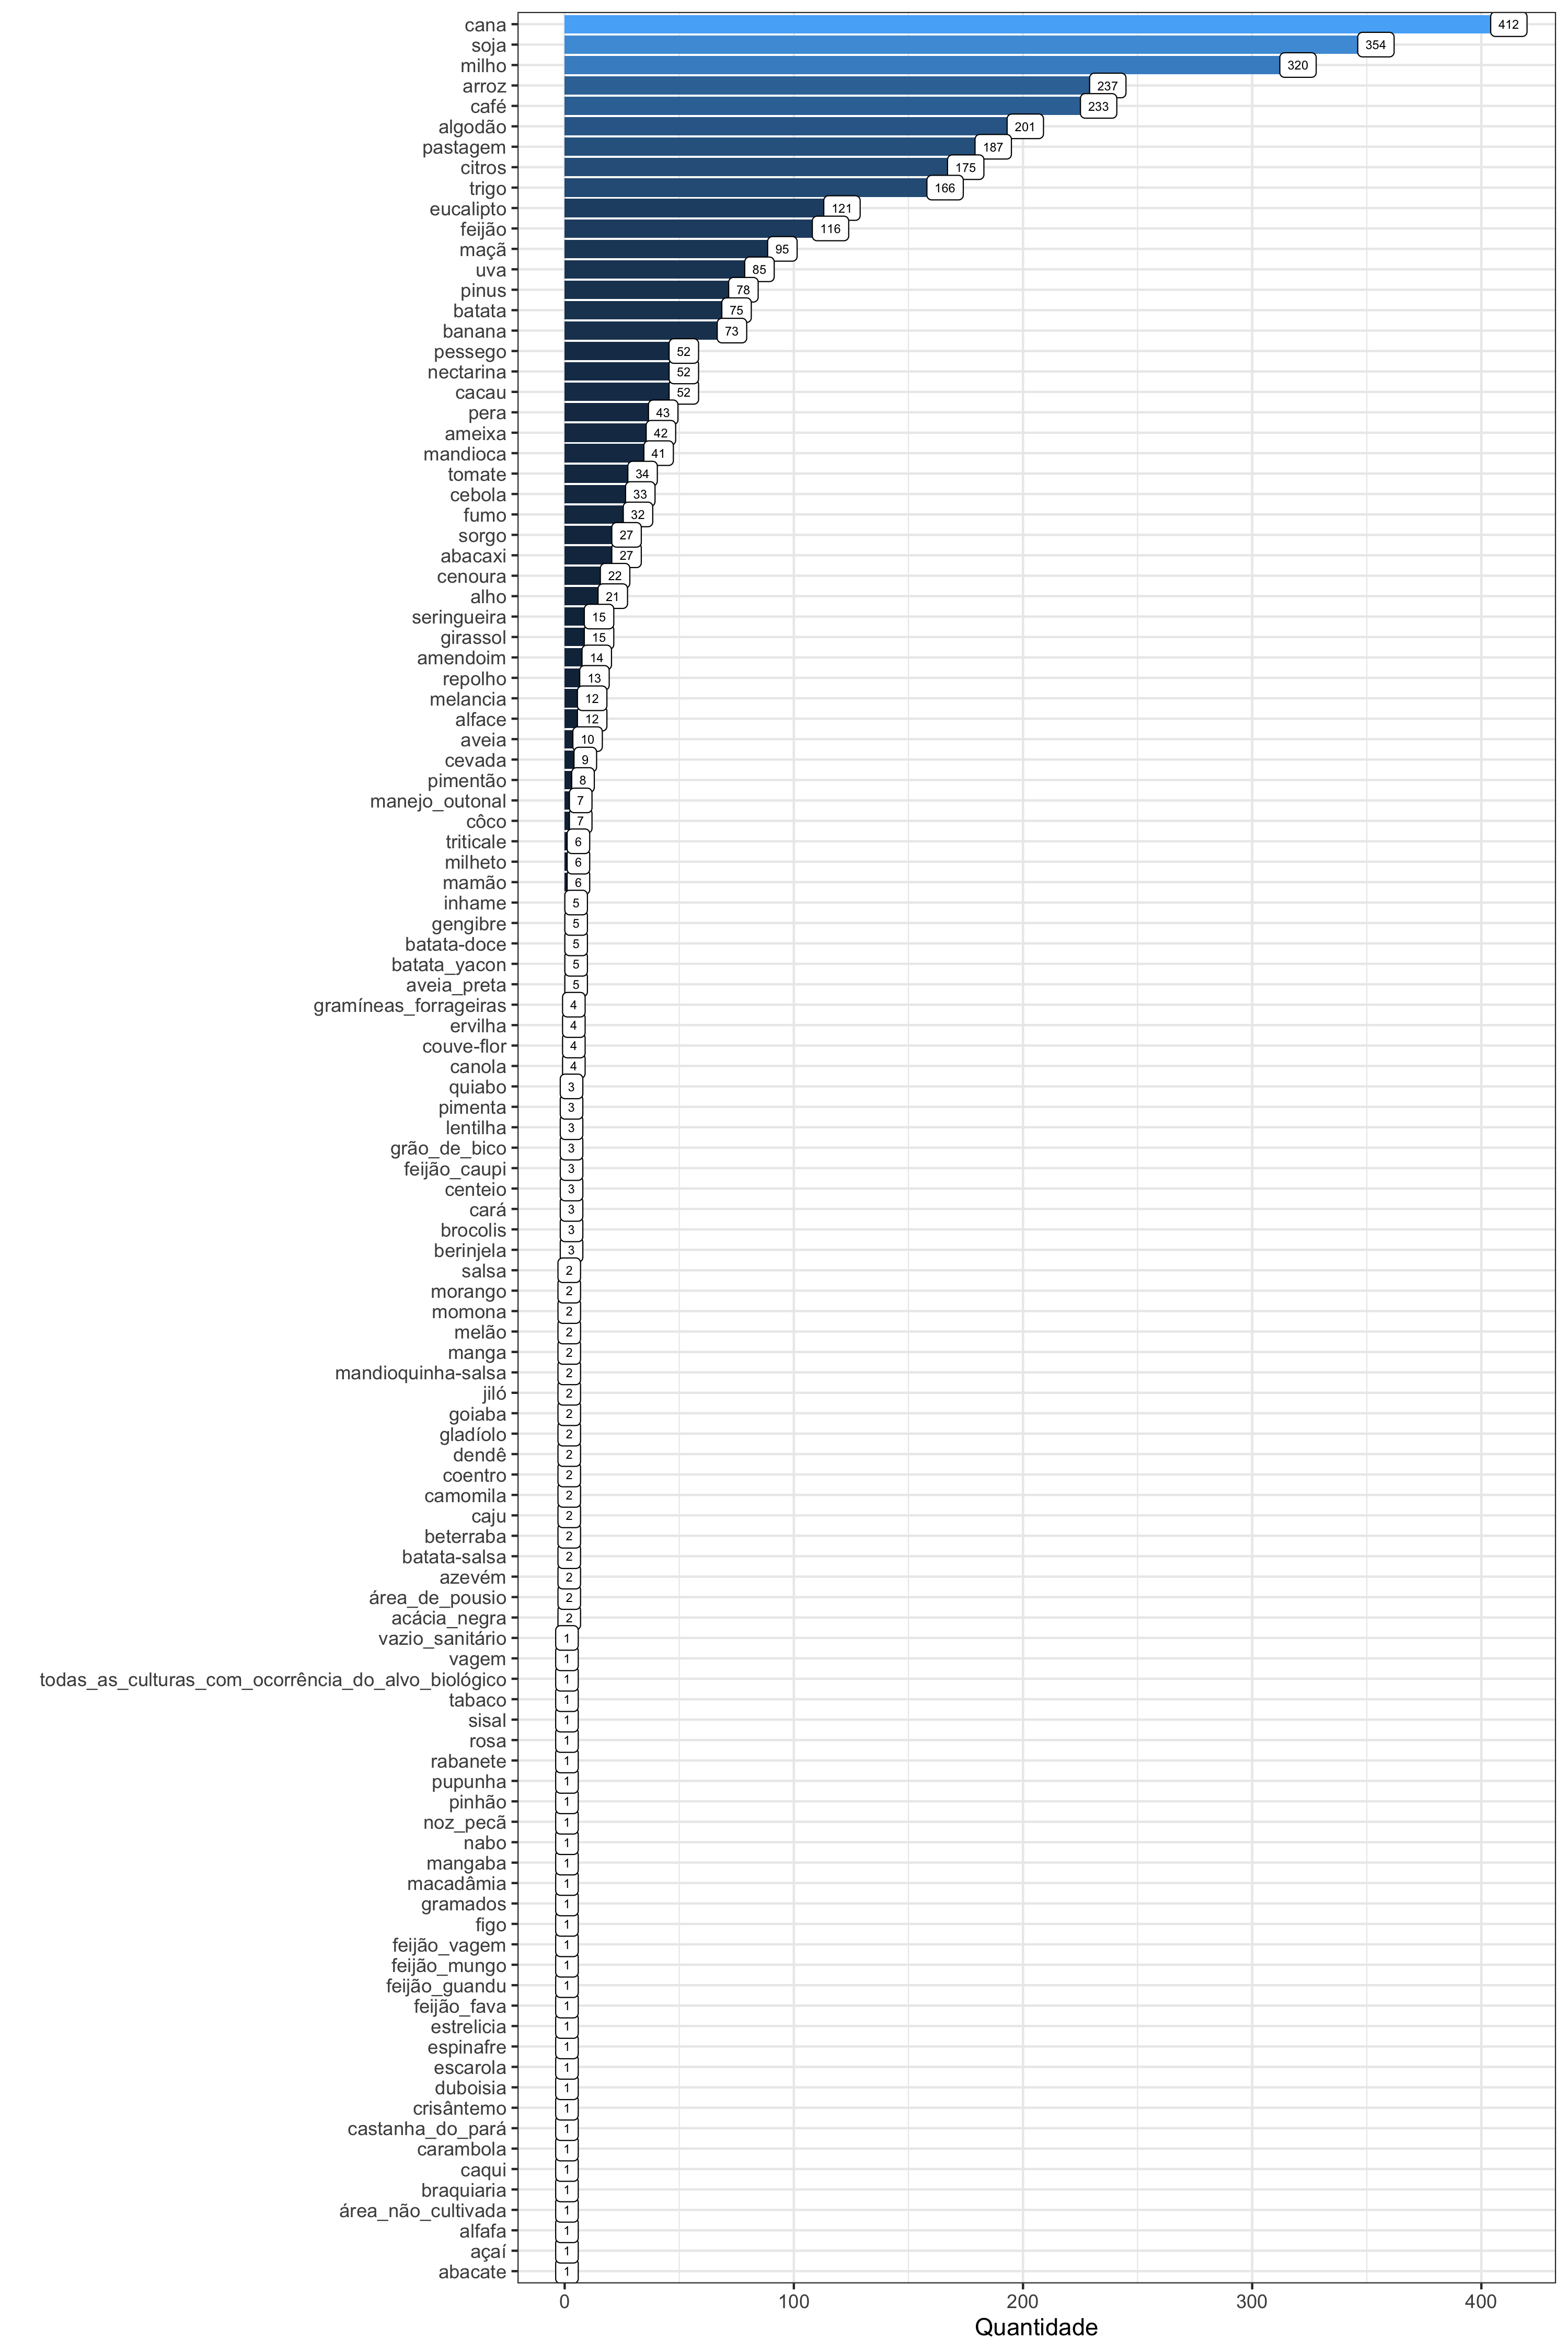 cana 412
soja 354
milho 320
arroz 237
café 233
algodão 201
pastagem 187
citros 175
trigo 166
eucalipto 121
feijão 116
maçã 95
uva 85
pinus 78
batata 75
banana 73
pessego 52
nectarina 52
cacau 52
pera 43
ameixa 42
mandioca 41
tomate 34
cebola 33
fumo 32
sorgo 27
abacaxi 27
cenoura 22
alho 21
seringueira 15
girassol 15
amendoim 14
repolho 13
melancia 12
alface 12
aveia 10
cevada 9
pimentão 8
manejo_outonal 7
côco 7
triticale 6
milheto 6
mamão 6
inhame 5
gengibre 5
batata-doce 5
batata_yacon 5
aveia_preta 5
gramíneas_forrageiras 4
ervilha 4
couve-flor 4
canola 4
quiabo 3
pimenta 3
lentilha 3
grão_de_bico 3
feijão_caupi 3
centeio 3
cará 3
brocolis 3
berinjela 3
salsa 2
morango 2
momona 2
melão 2
manga 2
mandioquinha-salsa 2
jiló 2
goiaba 2
gladíolo 2
dendê 2
coentro 2
camomila 2
caju 2
beterraba 2
batata-salsa 2
azevém 2
área_de_pousio 2
acácia_negra 2
vazio_sanitário 1
vagem 1
todas_as_culturas_com_ocorrência_do_alvo_biológico 1
tabaco 1
sisal 1
rosa 1
rabanete 1
pupunha 1
pinhão 1
noz_pecã 1
nabo 1
mangaba 1
macadâmia 1
gramados 1
figo 1
feijão_vagem 1
feijão_mungo 1
feijão_guandu 1
feijão_fava 1
estrelicia 1
espinafre 1
escarola 1
duboisia 1
crisântemo 1
castanha_do_pará 1
carambola 1
caqui 1
braquiaria 1
área_não_cultivada 1
alfafa 1
açaí 1
abacate 1
0 100 200 300 400
Quantidade